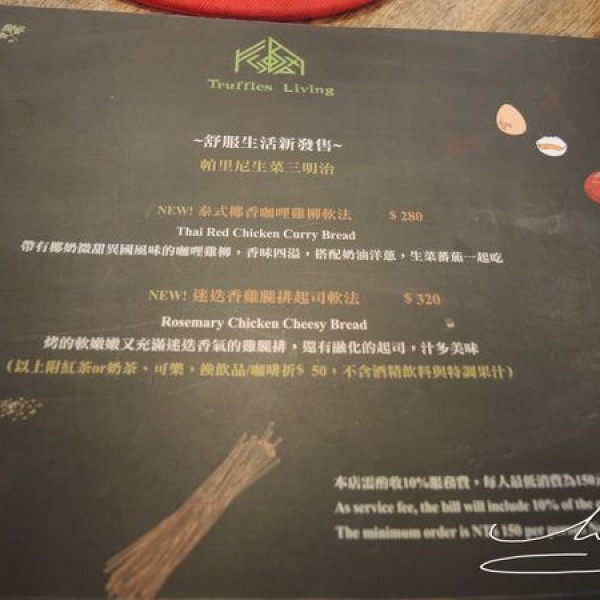 Truffles Living
~舒服生活新發售~
帕里尼生菜三明治
NEW! 泰式椰香咖哩雞柳軟法 $ 280
Thai Red Chicken Curry Bread
帶有椰奶微甜異國風味的咖哩雞柳，香味四溢，搭配奶油洋蔥，生菜蕃茄一起吃
NEW! 迷迭香雞腿排起司軟法 $ 320
Rosemary Chicken Cheesy Bread
烤的軟嫩嫩又充滿迷迭香氣的雞腿排，還有融化的起司，汁多美味
(以上附紅茶or奶茶、可樂，換飲品/咖啡折$ 50，不含酒精飲料與特調果汁)
本店需酌收10%服務費，每人最低消費為150
As service fee, the bill will include 10% of the
The minimum order is NT$ 150 per